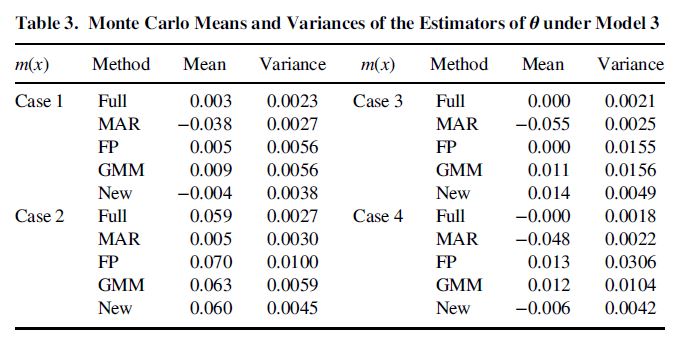 Table 3. Monte Carlo Means and Variances of the Estimators of θ under Model 3
m(x) Method Mean Variance m(x) Method Mean Variance
Case 1 Full 0.003 0.0023 Case 3 Full 0.000 0.0021
MAR −0.038 0.0027 MAR −0.055 0.0025
FP 0.005 0.0056 FP 0.000 0.0155
GMM 0.009 0.0056 GMM 0.011 0.0156
New −0.004 0.0038 New 0.014 0.0049
Case 2 Full 0.059 0.0027 Case 4 Full −0.000 0.0018
MAR 0.005 0.0030 MAR −0.048 0.0022
FP 0.070 0.0100 FP 0.013 0.0306
GMM 0.063 0.0059 GMM 0.012 0.0104
New 0.060 0.0045 New −0.006 0.0042